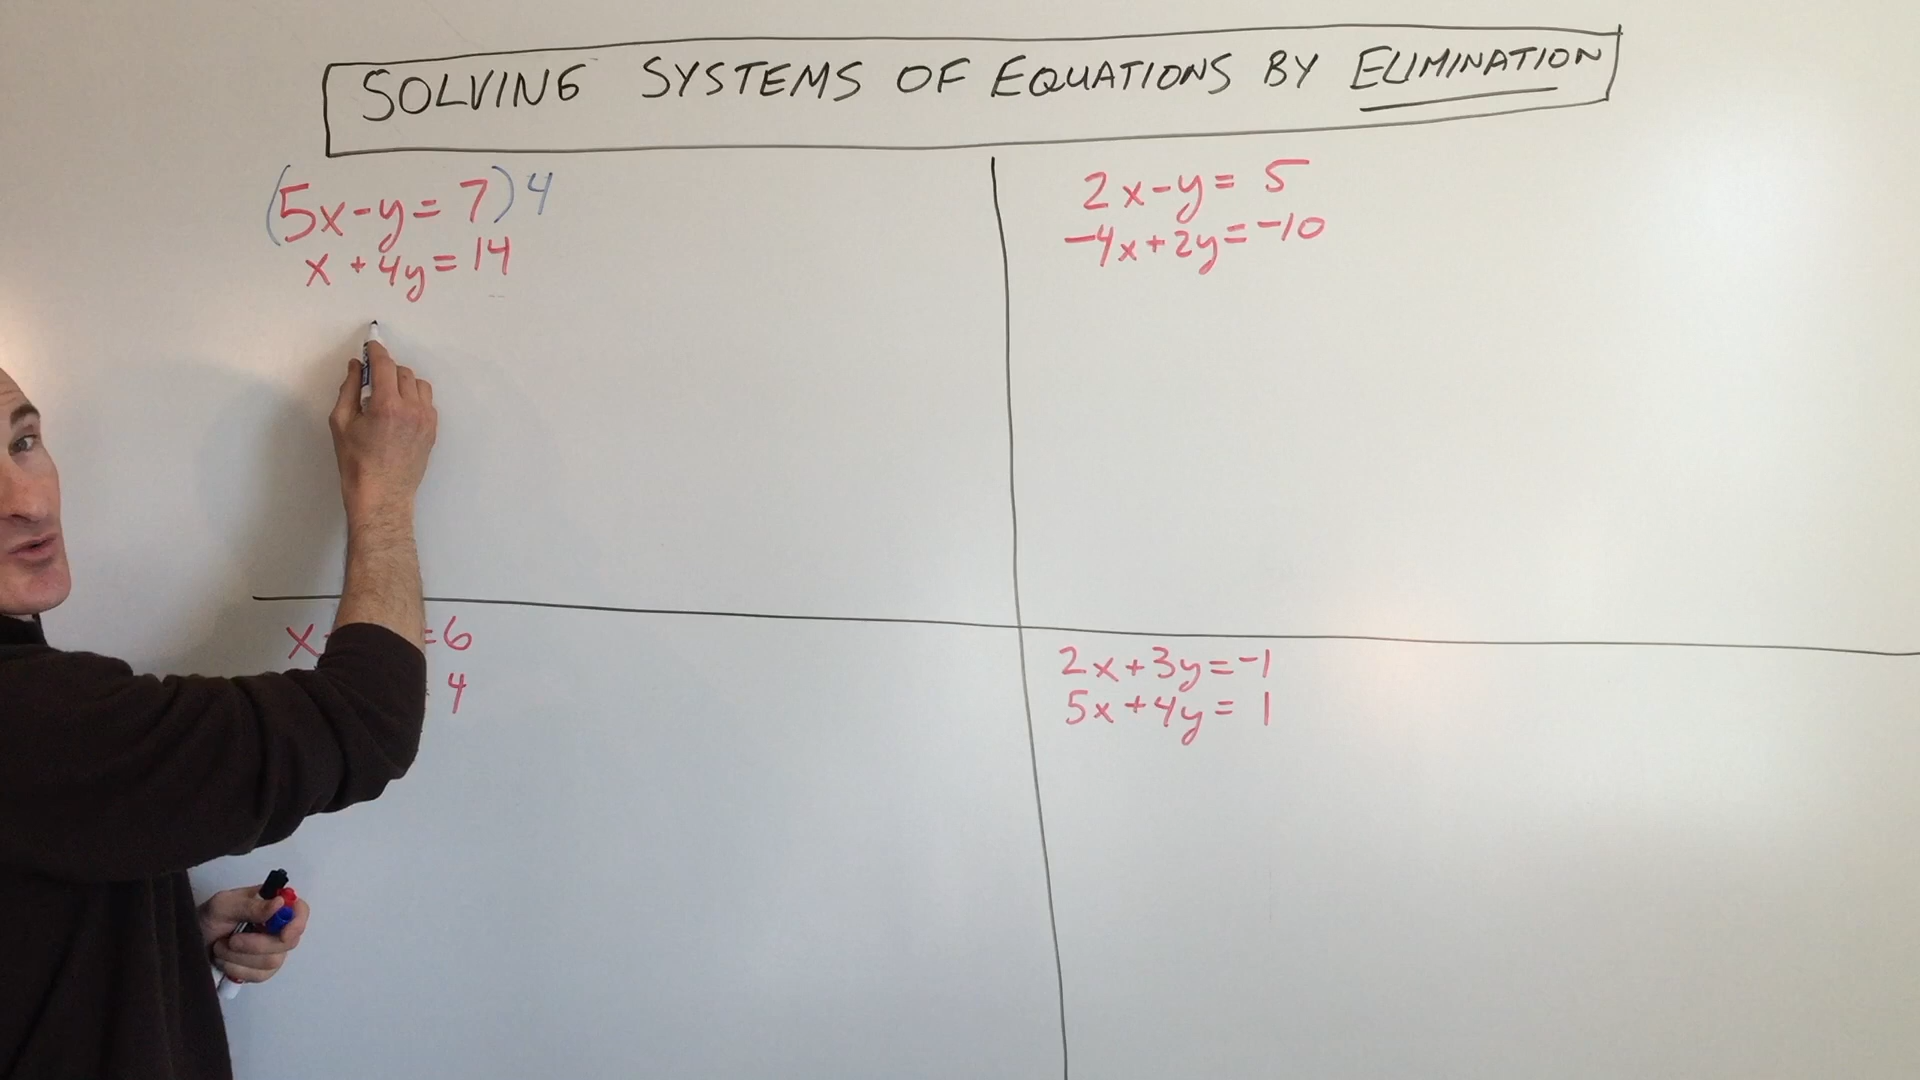 SOLVING SYSTEMS OF EQUATIONS BY ELIMINATION
(5x-y=7)4
x+4y=14
2x-y=5
-4x+2y=-10
x =6
4
2x+3y=-1
5x+4y=1